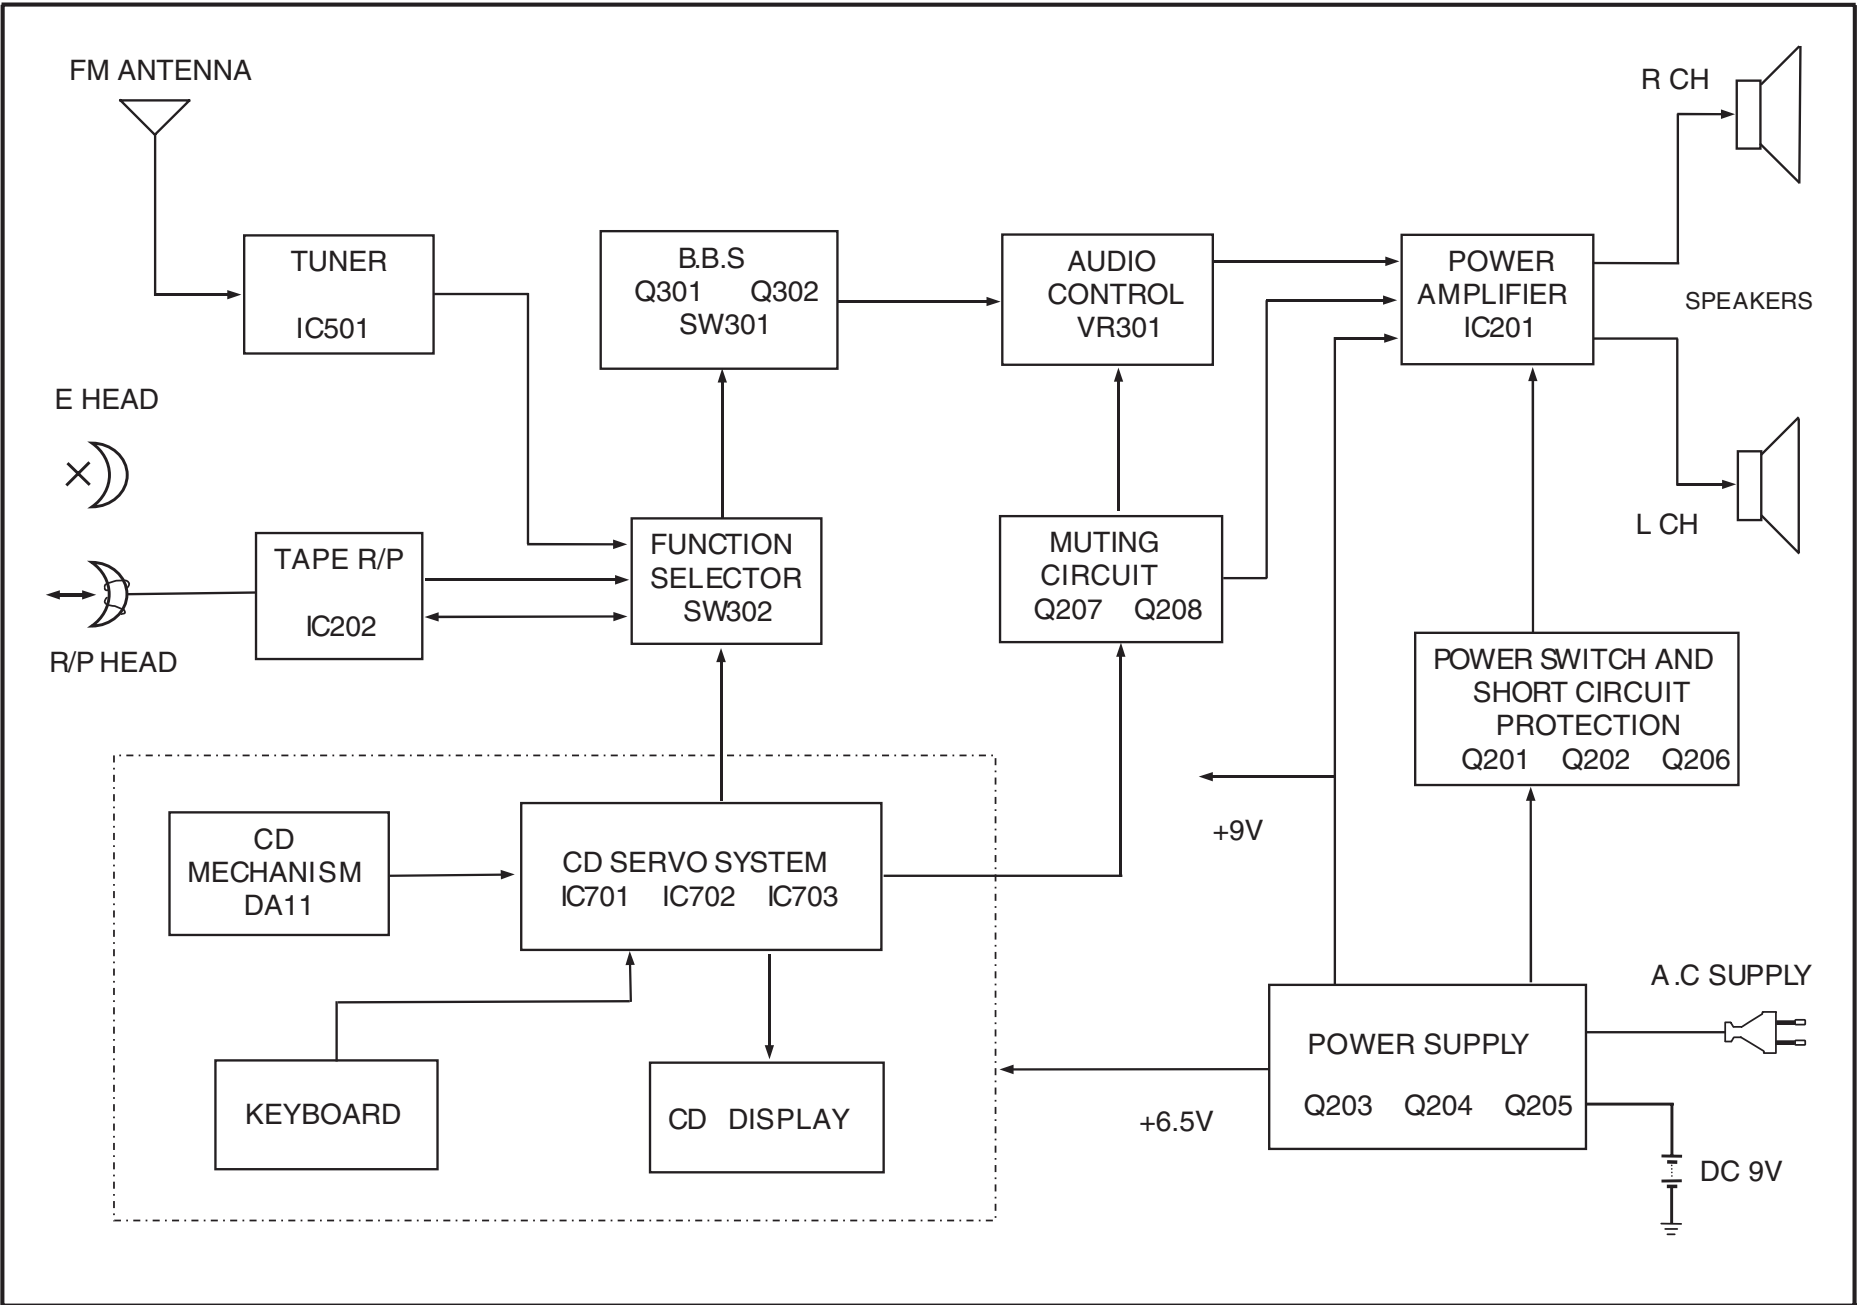 FM ANTENNA
R CH
TUNER
IC501
B.B.S
Q301 Q302
SW301
AUDIO
CONTROL
VR301
POWER
AMPLIFIER
IC201
SPEAKERS
E HEAD
TAPE R/P
IC202
R/P HEAD
FUNCTION
SELECTOR
SW302
MUTING
CIRCUIT
Q207 Q208
L CH
POWER SWITCH AND
SHORT CIRCUIT
PROTECTION
Q201 Q202 Q206
CD
MECHANISM
DA11
CD SERVO SYSTEM
IC701 IC702 IC703
+9V
A.C SUPPLY
KEYBOARD
CD DISPLAY
+6.5V
POWER SUPPLY
Q203 Q204 Q205
DC 9V